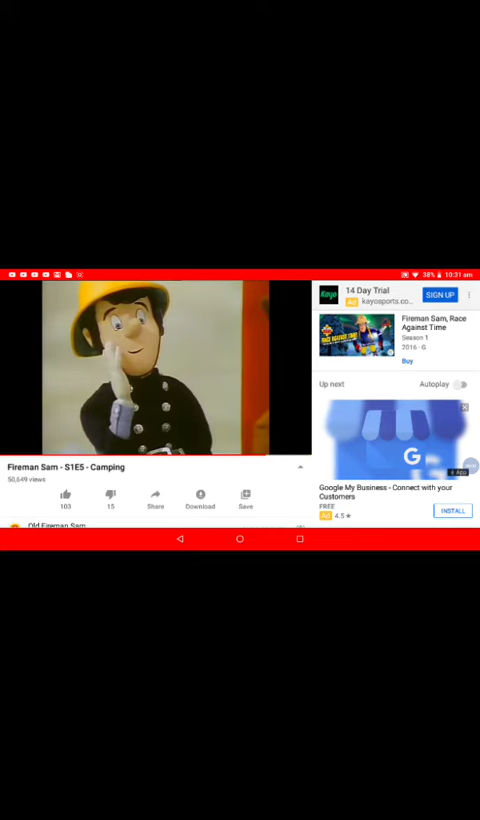 38% 10:31 am
Kayo
14 Day Trial
Ad kayosports.co...
SIGN UP
Fireman Sam, Race
Against Time
Season 1
2016 · G
Buy
Up next
Autoplay
Fireman Sam - S1E5 - Camping
50,649 views
103
15
Share
Download
Save
Old Fireman Sam
G
App
Google My Business - Connect with your
Customers
FREE
Ad 4.5★
INSTALL